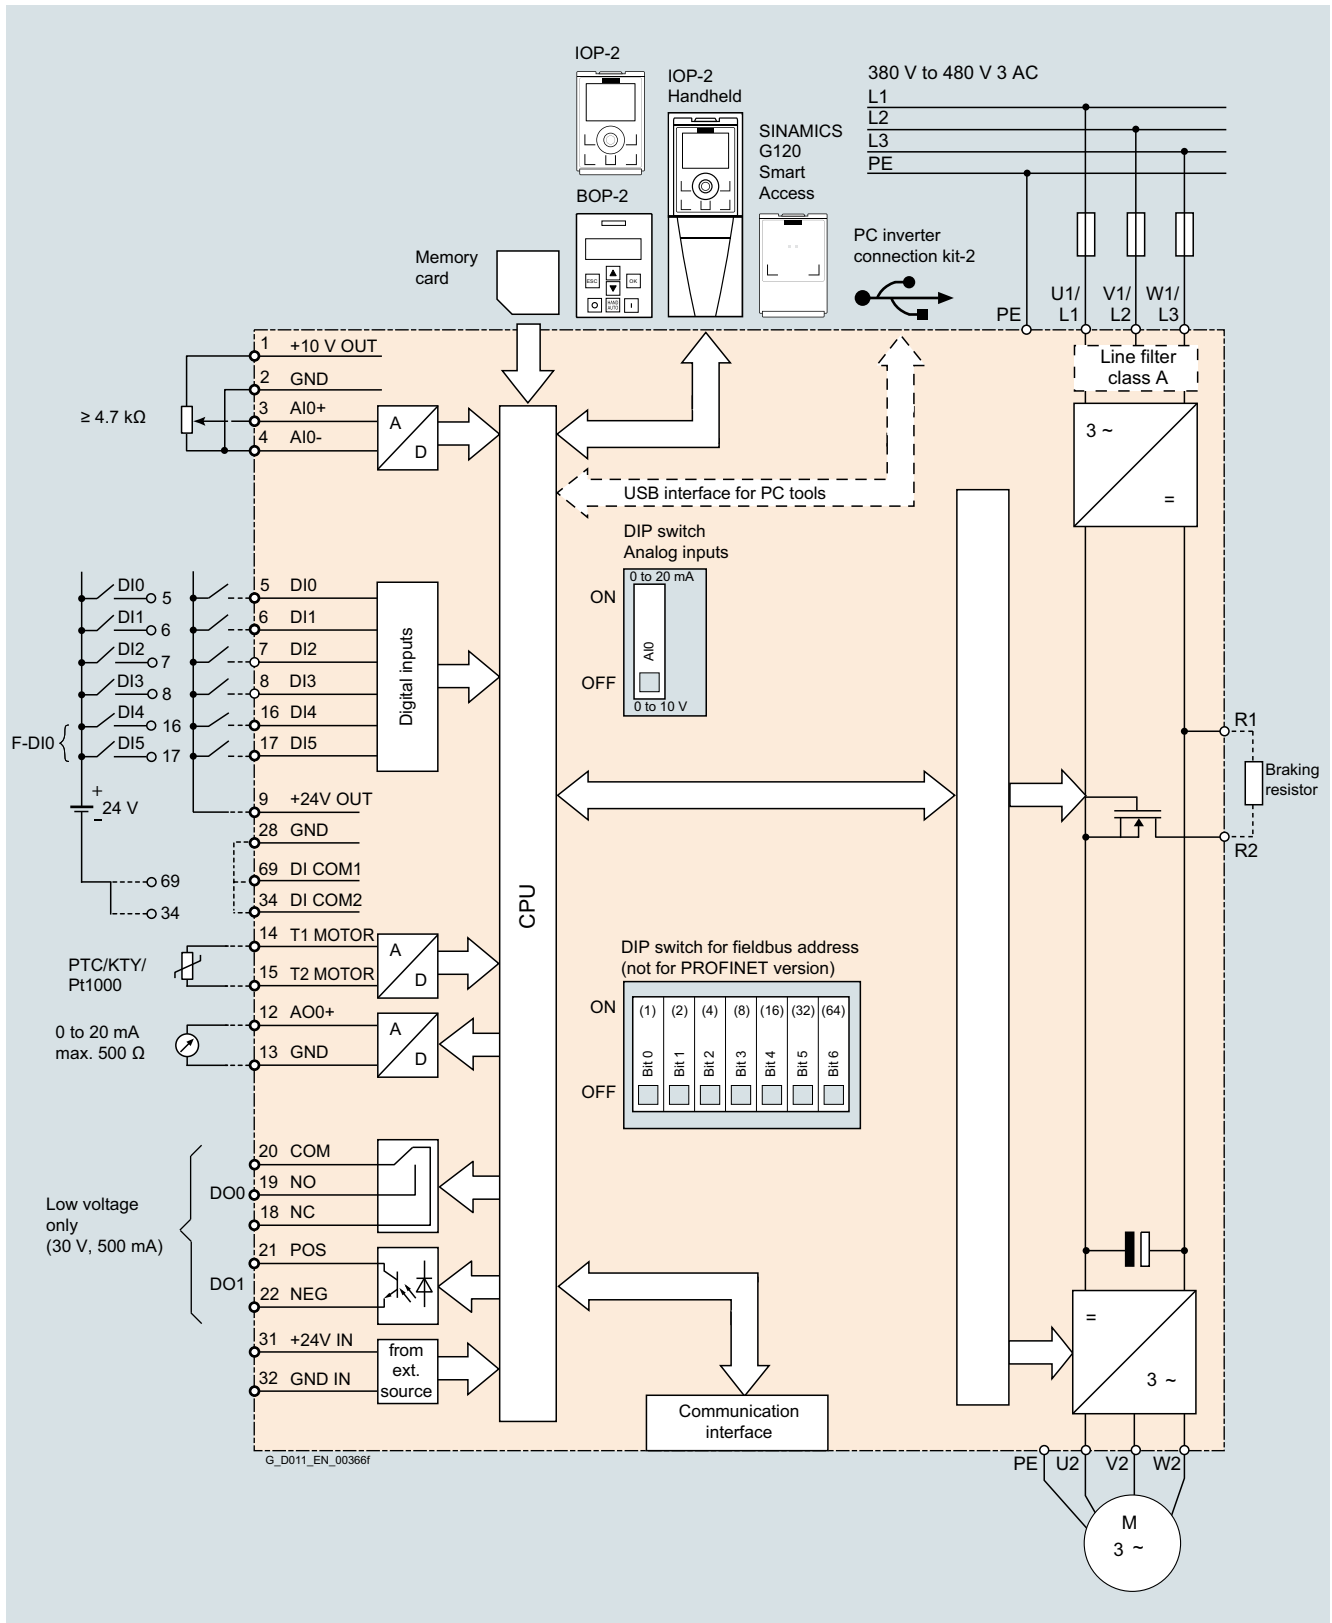 IOP-2
IOP-2
Handheld
380 V to 480 V 3 AC
L1
L2
L3
PE
SINAMICS
G120
Smart
Access
BOP-2
ESC
OK
HAND
AUTO
I
Memory
card
PC inverter
connection kit-2
PE
U1/
L1
V1/
L2
W1/
L3
1 +10 V OUT
2 GND
3 AI0+
4 AI0-
≥ 4.7 kΩ
A
D
Line filter
class A
3 ~
=
USB interface for PC tools
DIP switch
Analog inputs
0 to 20 mA
ON
AI0
OFF
0 to 10 V
DI0 5
DI1 6
DI2 7
DI3 8
DI4 16
DI5 17
F-DI0
+
24 V
–
69
34
5 DI0
6 DI1
7 DI2
8 DI3
16 DI4
17 DI5
Digital inputs
9 +24V OUT
28 GND
69 DI COM1
34 DI COM2
R1
Braking
resistor
R2
CPU
14 T1 MOTOR
15 T2 MOTOR
PTC/KTY/
Pt1000
A
D
12 AO0+
13 GND
0 to 20 mA
max. 500 Ω
A
D
DIP switch for fieldbus address
(not for PROFINET version)
ON
(1) (2) (4) (8) (16) (32) (64)
Bit 0 Bit 1 Bit 2 Bit 3 Bit 4 Bit 5 Bit 6
OFF
20 COM
19 NO
18 NC
DO0
Low voltage
only
(30 V, 500 mA)
21 POS
22 NEG
DO1
31 +24V IN
32 GND IN
from
ext.
source
Communication
interface
=
3 ~
G_D011_EN_00366f
PE U2 V2 W2
M
3 ~